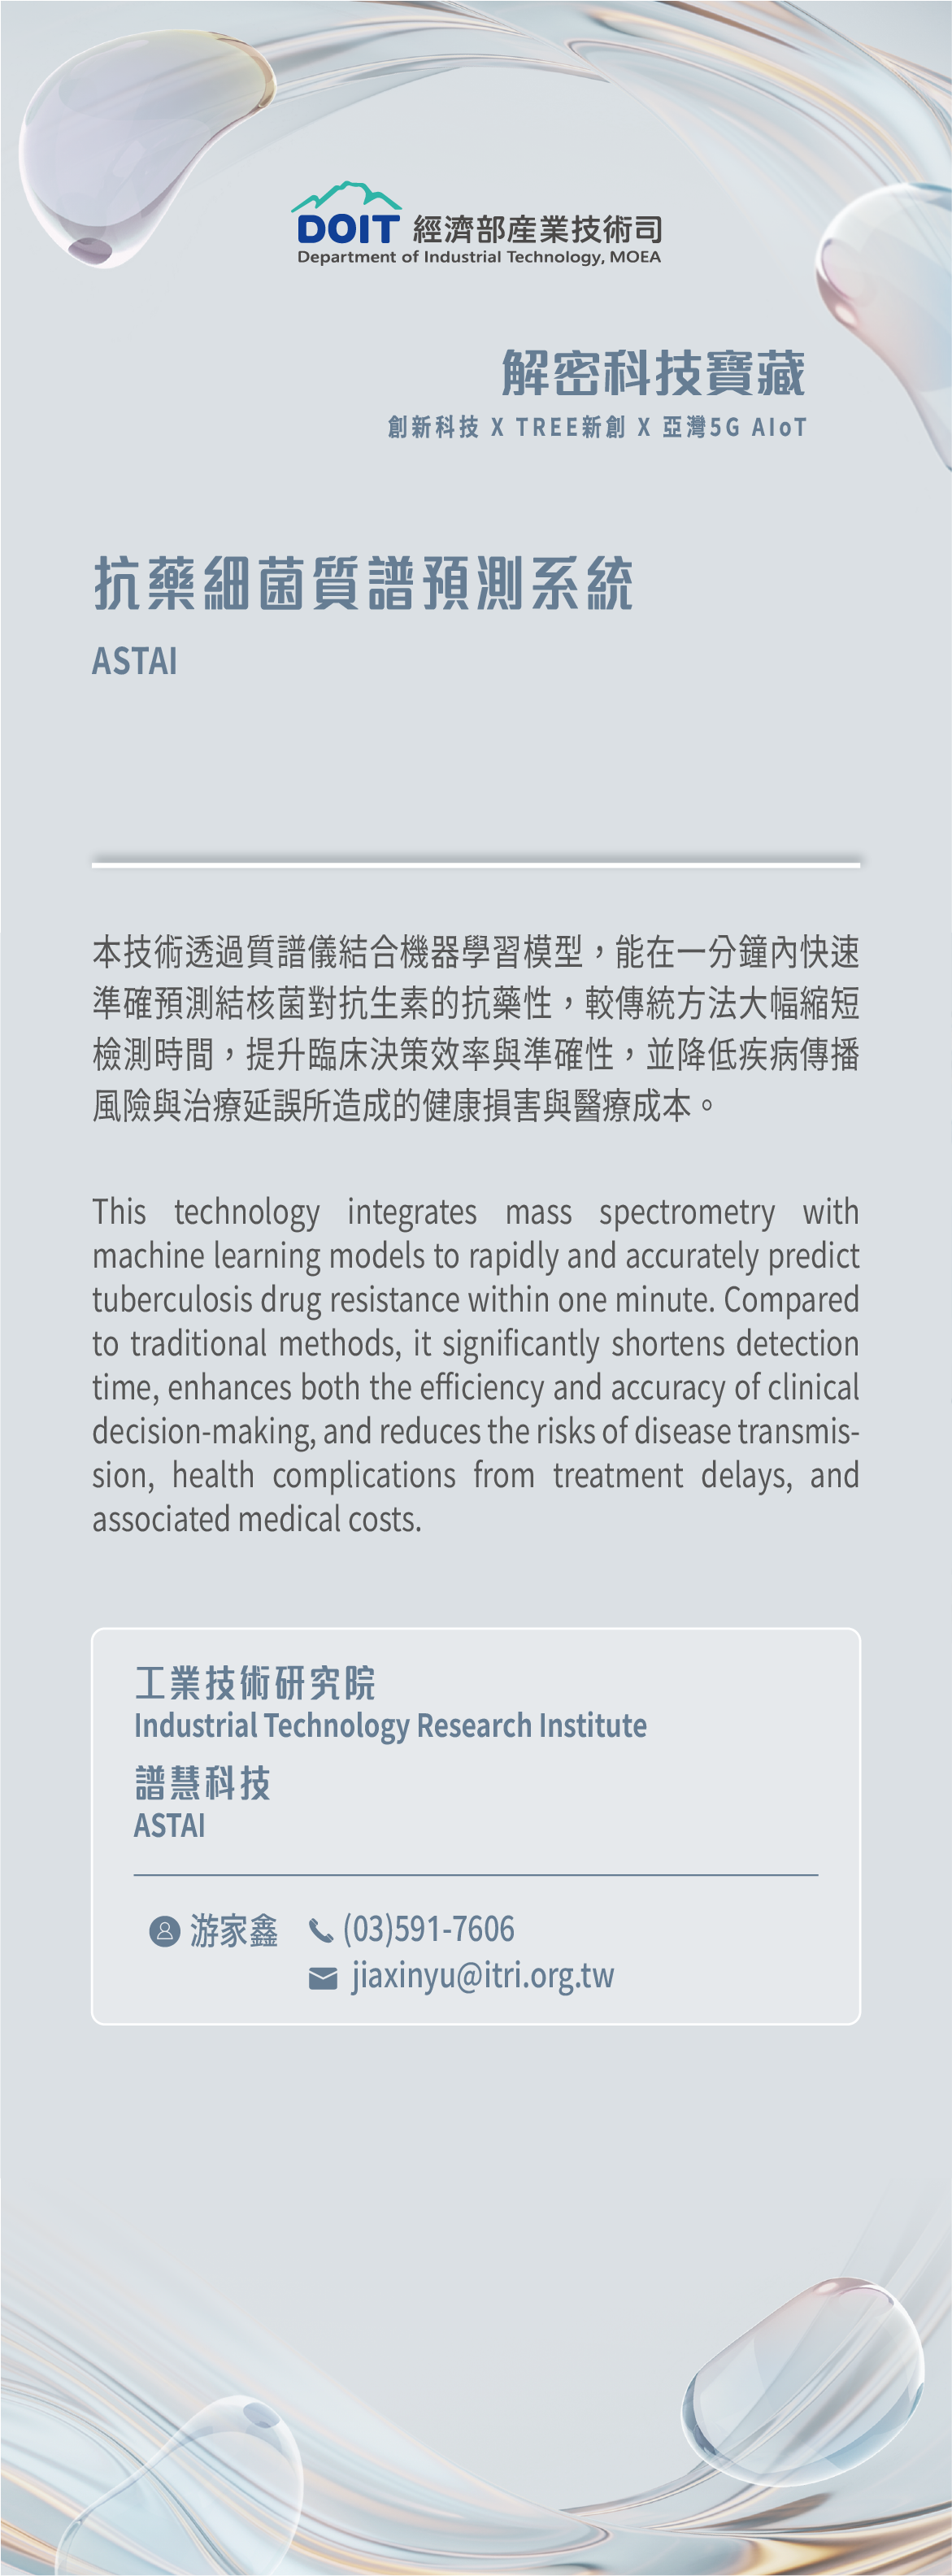 DOIT 經濟部產業技術司
Department of Industrial Technology, MOEA
解密科技寶藏
創新科技 X TREE新創 X 亞灣5G AIoT
抗藥細菌質譜預測系統
ASTAI
本技術透過質譜儀結合機器學習模型，能在一分鐘內快速
準確預測結核菌對抗生素的抗藥性，較傳統方法大幅縮短
檢測時間，提升臨床決策效率與準確性，並降低疾病傳播
風險與治療延誤所造成的健康損害與醫療成本。
This technology integrates mass spectrometry with
machine learning models to rapidly and accurately predict
tuberculosis drug resistance within one minute. Compared
to traditional methods, it significantly shortens detection
time, enhances both the efficiency and accuracy of clinical
decision-making, and reduces the risks of disease transmis-
sion, health complications from treatment delays, and
associated medical costs.
工業技術研究院
Industrial Technology Research Institute
譜慧科技
ASTAI
游家鑫 (03)591-7606
jiaxinyu@itri.org.tw